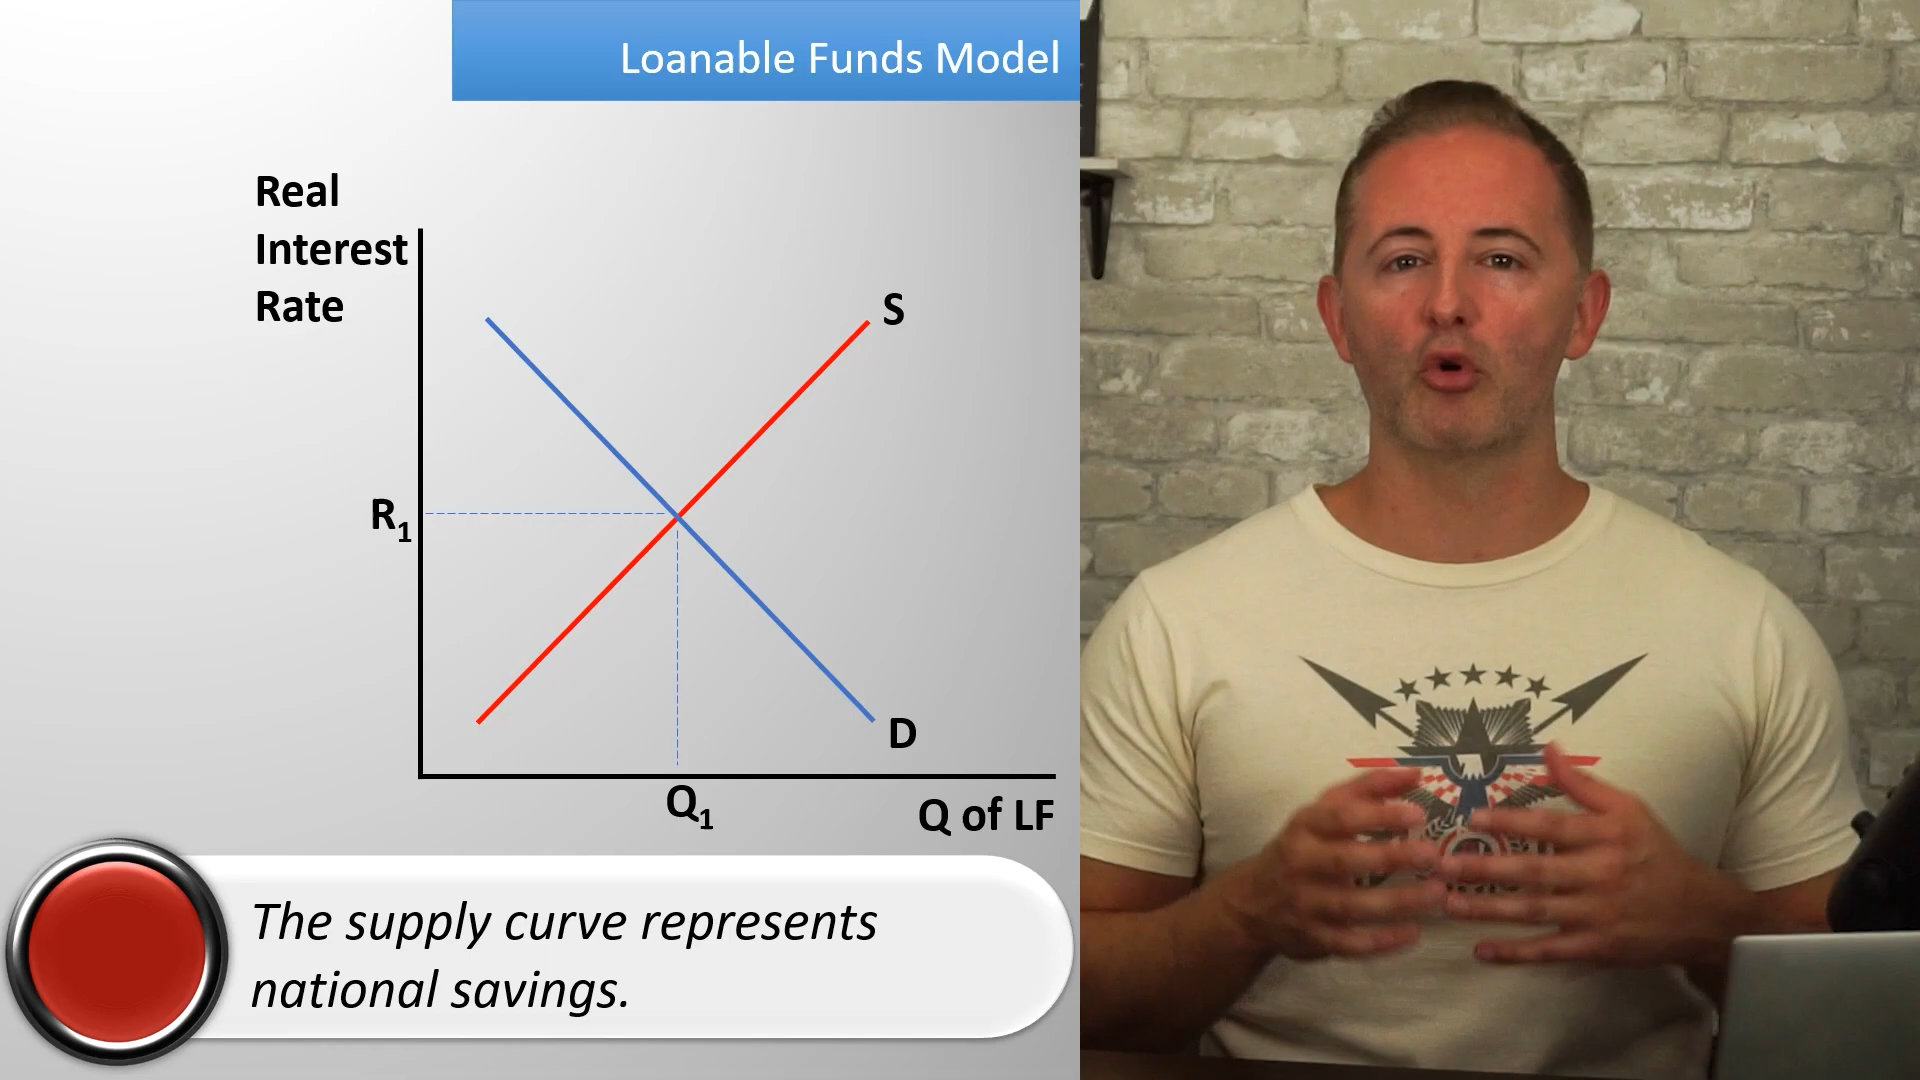 Loanable Funds Model
Real
Interest
Rate
S
R₁
D
Q₁
Q of LF
The supply curve represents
national savings.